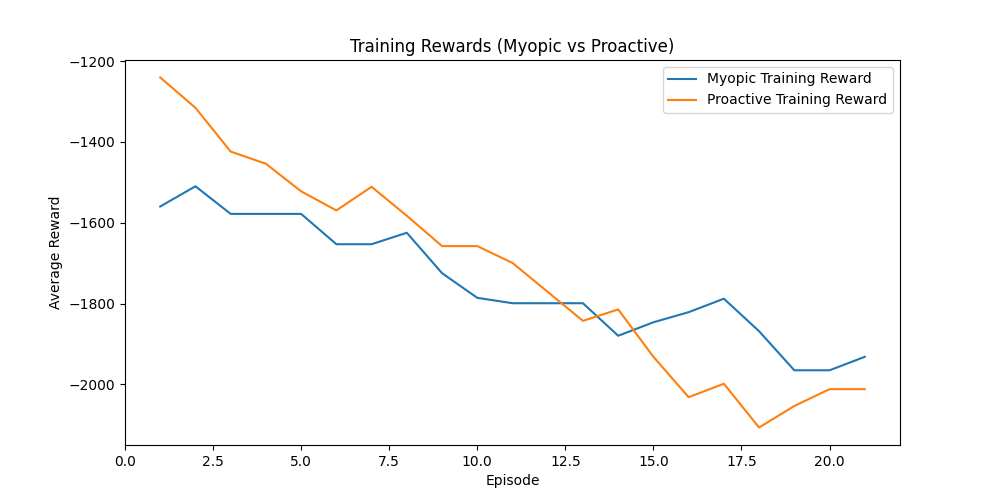 Training Rewards (Myopic vs Proactive)
Myopic Training Reward
Proactive Training Reward
Average Reward
−1200
−1400
−1600
−1800
−2000
0.0 2.5 5.0 7.5 10.0 12.5 15.0 17.5 20.0
Episode